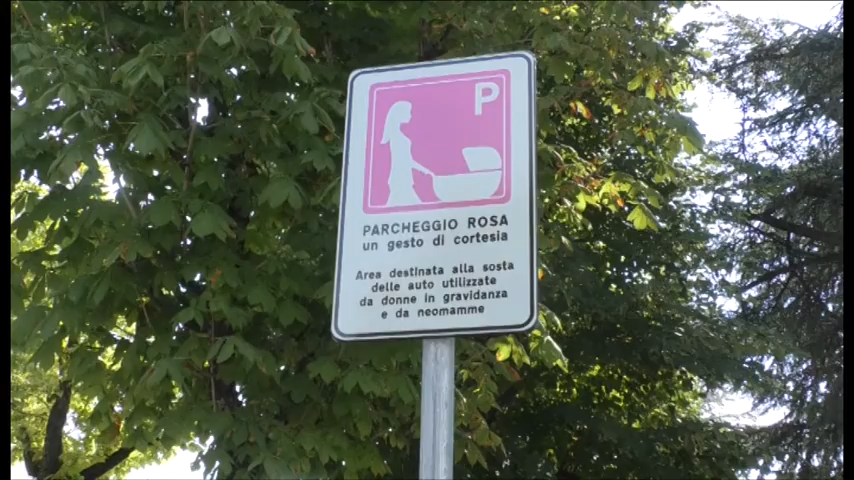 P
PARCHEGGIO ROSA
un gesto di cortesia
Area destinata alla sosta
delle auto utilizzate
da donne in gravidanza
e da neomamme